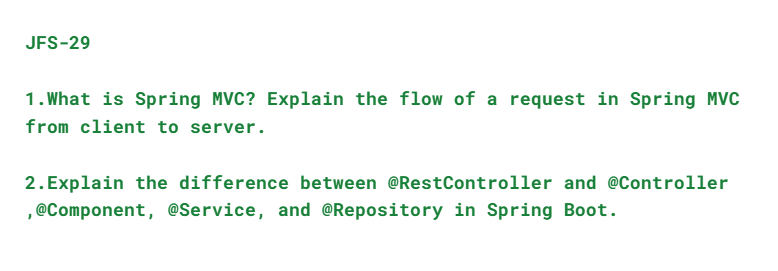 JFS-29
1.What is Spring MVC? Explain the flow of a request in Spring MVC
from client to server.
2.Explain the difference between @RestController and @Controller
,@Component, @Service, and @Repository in Spring Boot.